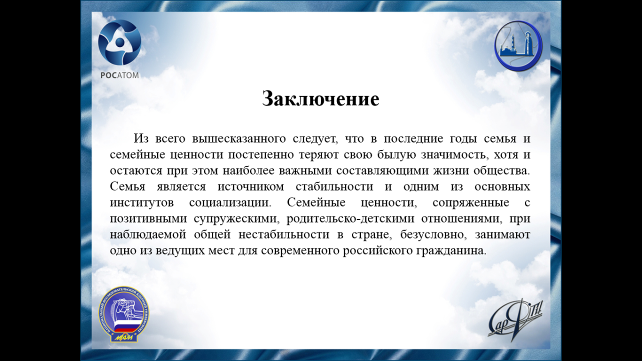 РОСАТОМ
Заключение
Из всего вышесказанного следует, что в последние годы семья и
семейные ценности постепенно теряют свою былую значимость, хотя и
остаются при этом наиболее важными составляющими жизни общества.
Семья является источником стабильности и одним из основных
институтов социализации. Семейные ценности, сопряженные с
позитивными супружескими, родительско-детскими отношениями, при
наблюдаемой общей нестабильности в стране, безусловно, занимают
одно из ведущих мест для современного российского гражданина.
СарФТИ